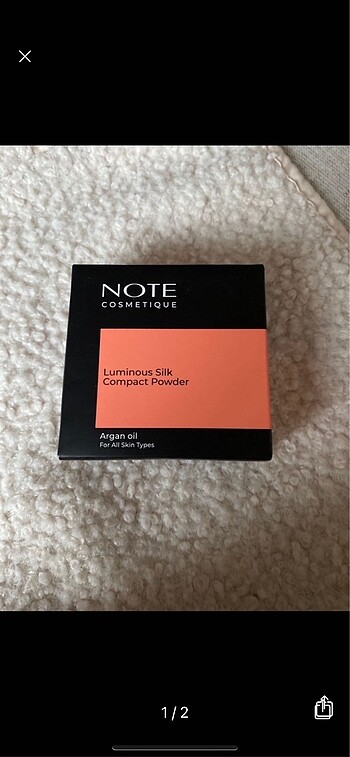 NOTE
COSMETIQUE
Luminous Silk
Compact Powder
Argan oil
For All Skin Types
1/2